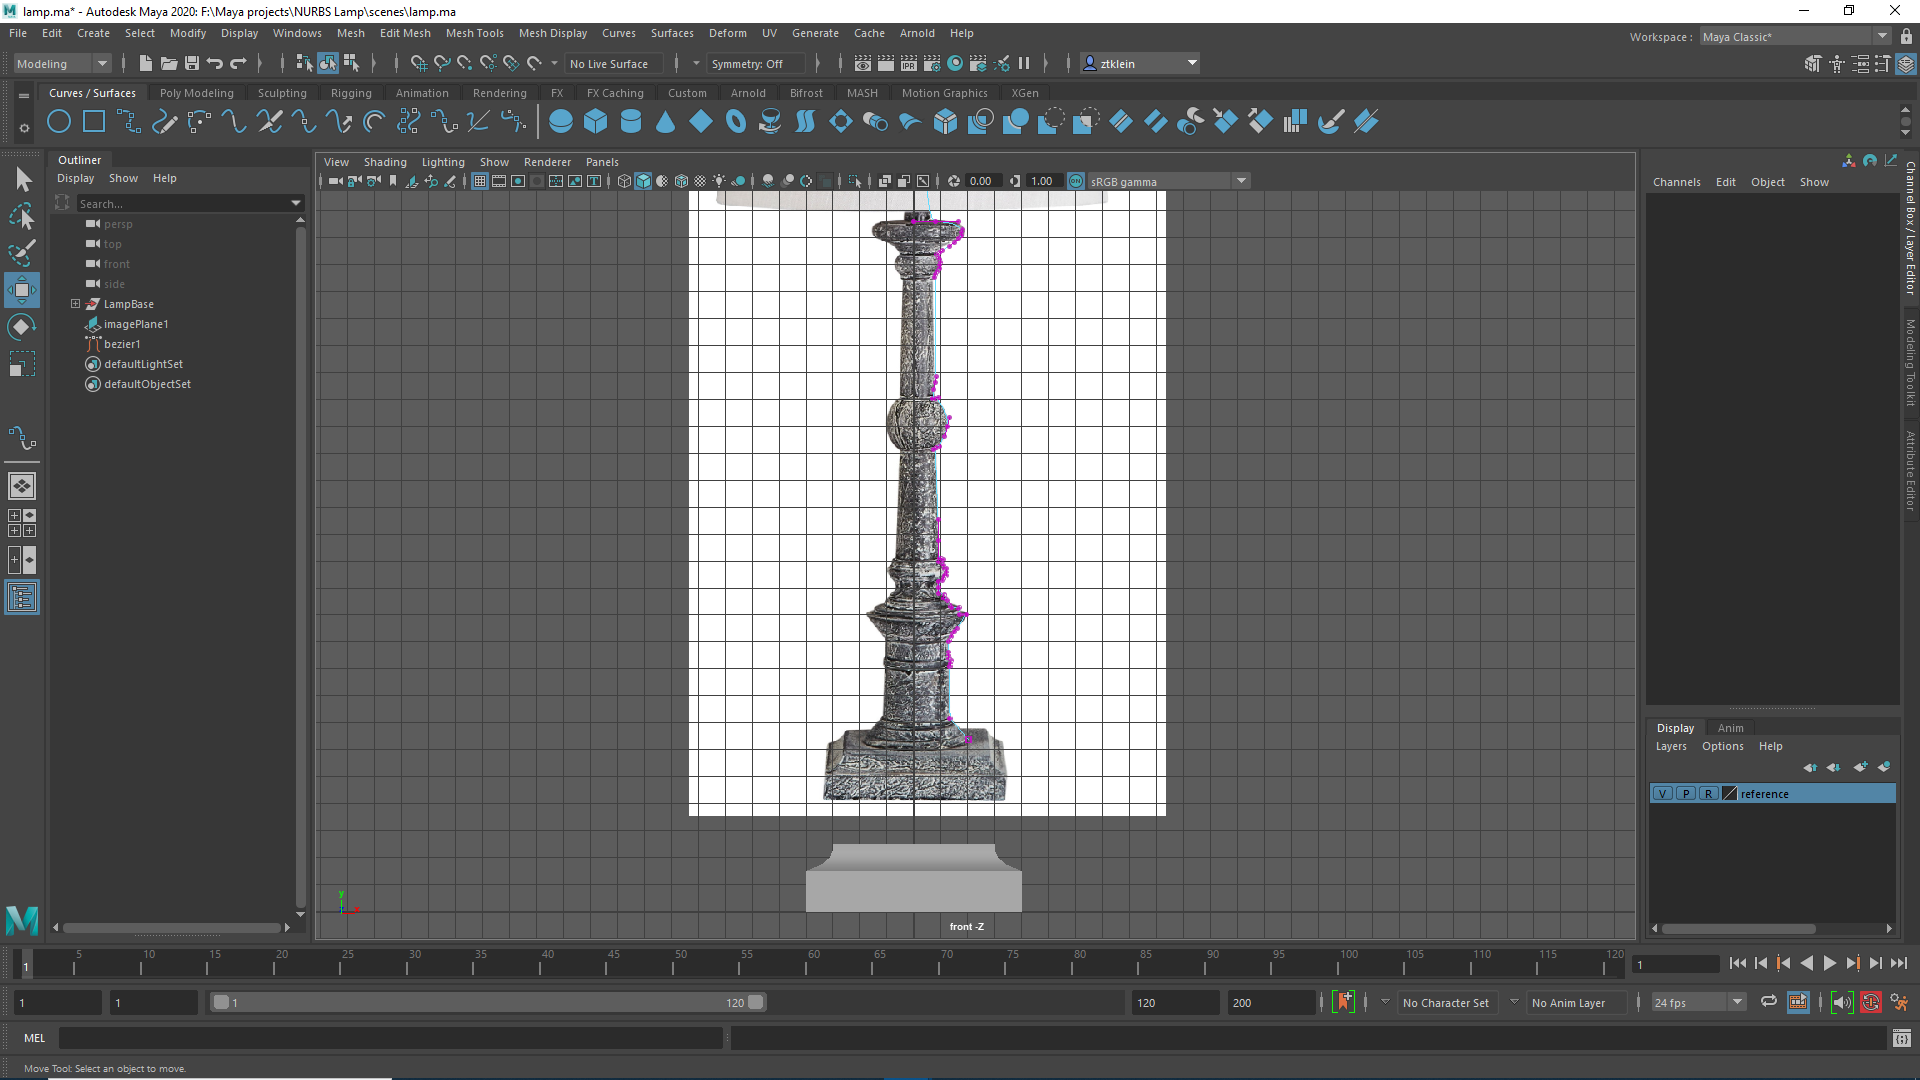 lamp.ma* - Autodesk Maya 2020: F:\Maya projects\NURBS Lamp\scenes\lamp.ma
File Edit Create Select Modify Display Windows Mesh Edit Mesh Mesh Tools Mesh Display Curves Surfaces Deform UV Generate Cache Arnold Help
Workspace : Maya Classic*
Modeling No Live Surface Symmetry: Off ztklein
Curves / Surfaces Poly Modeling Sculpting Rigging Animation Rendering FX FX Caching Custom Arnold Bifrost MASH Motion Graphics XGen
Outliner
Display Show Help
Search...
persp
top
front
side
LampBase
imagePlane1
bezier1
defaultLightSet
defaultObjectSet
View Shading Lighting Show Renderer Panels
0.00 1.00 ON sRGB gamma
y
front -Z
Channels Edit Object Show
Channel Box / Layer Editor
Modeling Toolkit
Attribute Editor
Display Anim
Layers Options Help
V P R reference
1 5 10 15 20 25 30 35 40 45 50 55 60 65 70 75 80 85 90 95 100 105 110 115 120
1
1 1 1 120 120 200 No Character Set No Anim Layer 24 fps
MEL
Move Tool: Select an object to move.